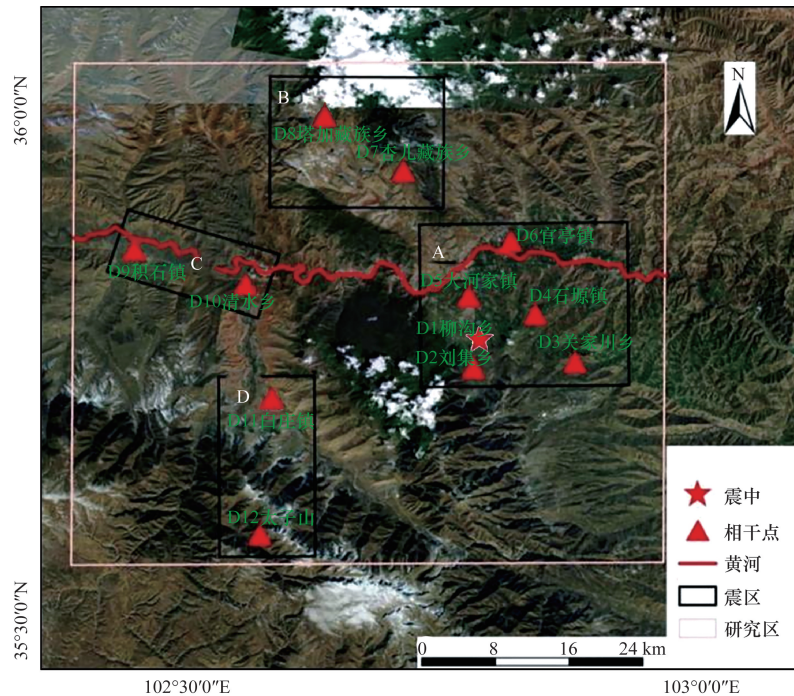 N
36°0′0″N
B
D8塔加藏族乡
D7杏儿藏族乡
D6官亭镇
A
C
D9积石镇
D10清水乡
D5大河家镇
D4石塬镇
D1柳沟乡
D3关家川乡
D2刘集乡
D
D11白庄镇
D12太子山
震中
相干点
黄河
震区
研究区
35°30′0″N
0 8 16 24 km
102°30′0″E
103°0′0″E